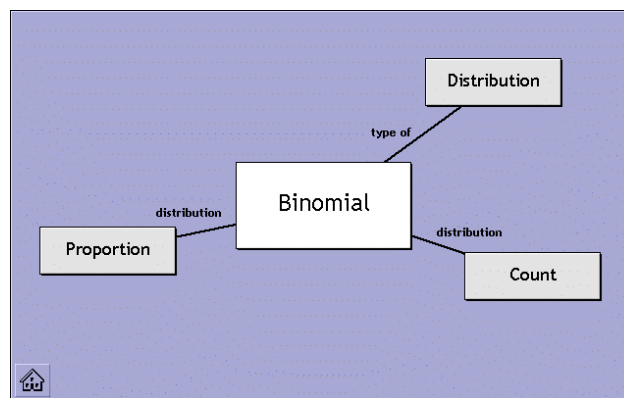 Distribution
type of
Binomial
distribution
Proportion
distribution
Count